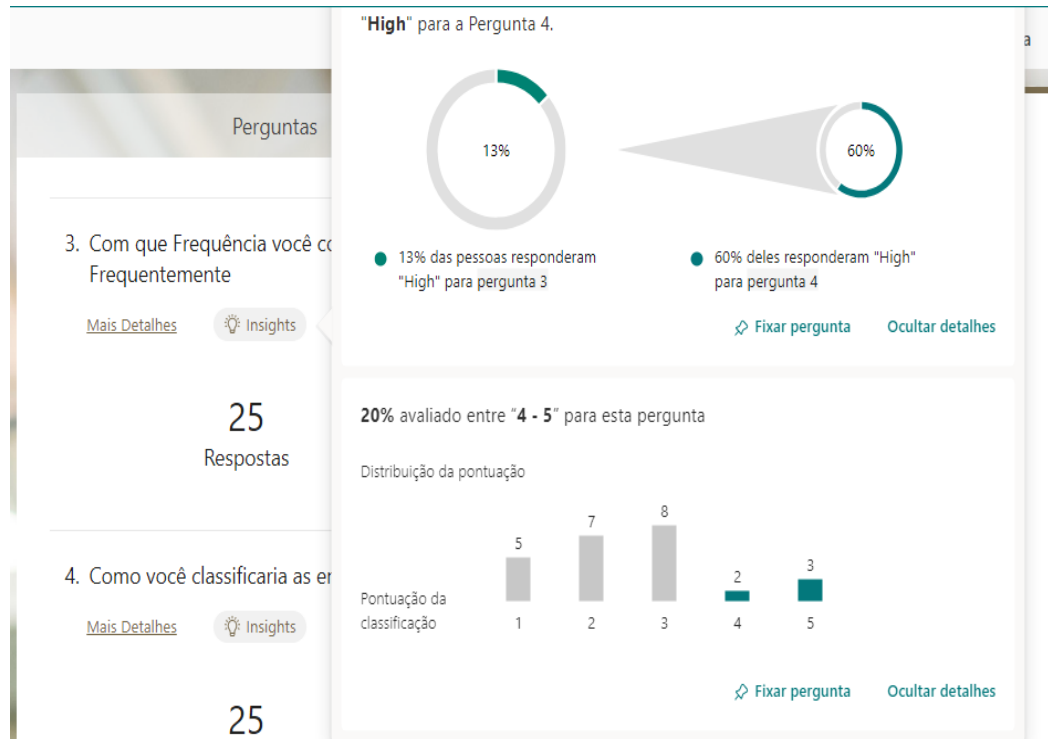 "High" para a Pergunta 4.
a
Perguntas
13%
60%
3. Com que Frequência você
Frequentemente
13% das pessoas responderam
"High" para pergunta 3
60% deles responderam "High"
para pergunta 4
Mais Detalhes
Insights
Fixar pergunta
Ocultar detalhes
25
Respostas
20% avaliado entre "4 - 5" para esta pergunta
Distribuição da pontuação
5
7
8
2
3
Pontuação da
classificação
1
2
3
4
5
4. Como você classificaria as
Mais Detalhes
Insights
Fixar pergunta
Ocultar detalhes
25